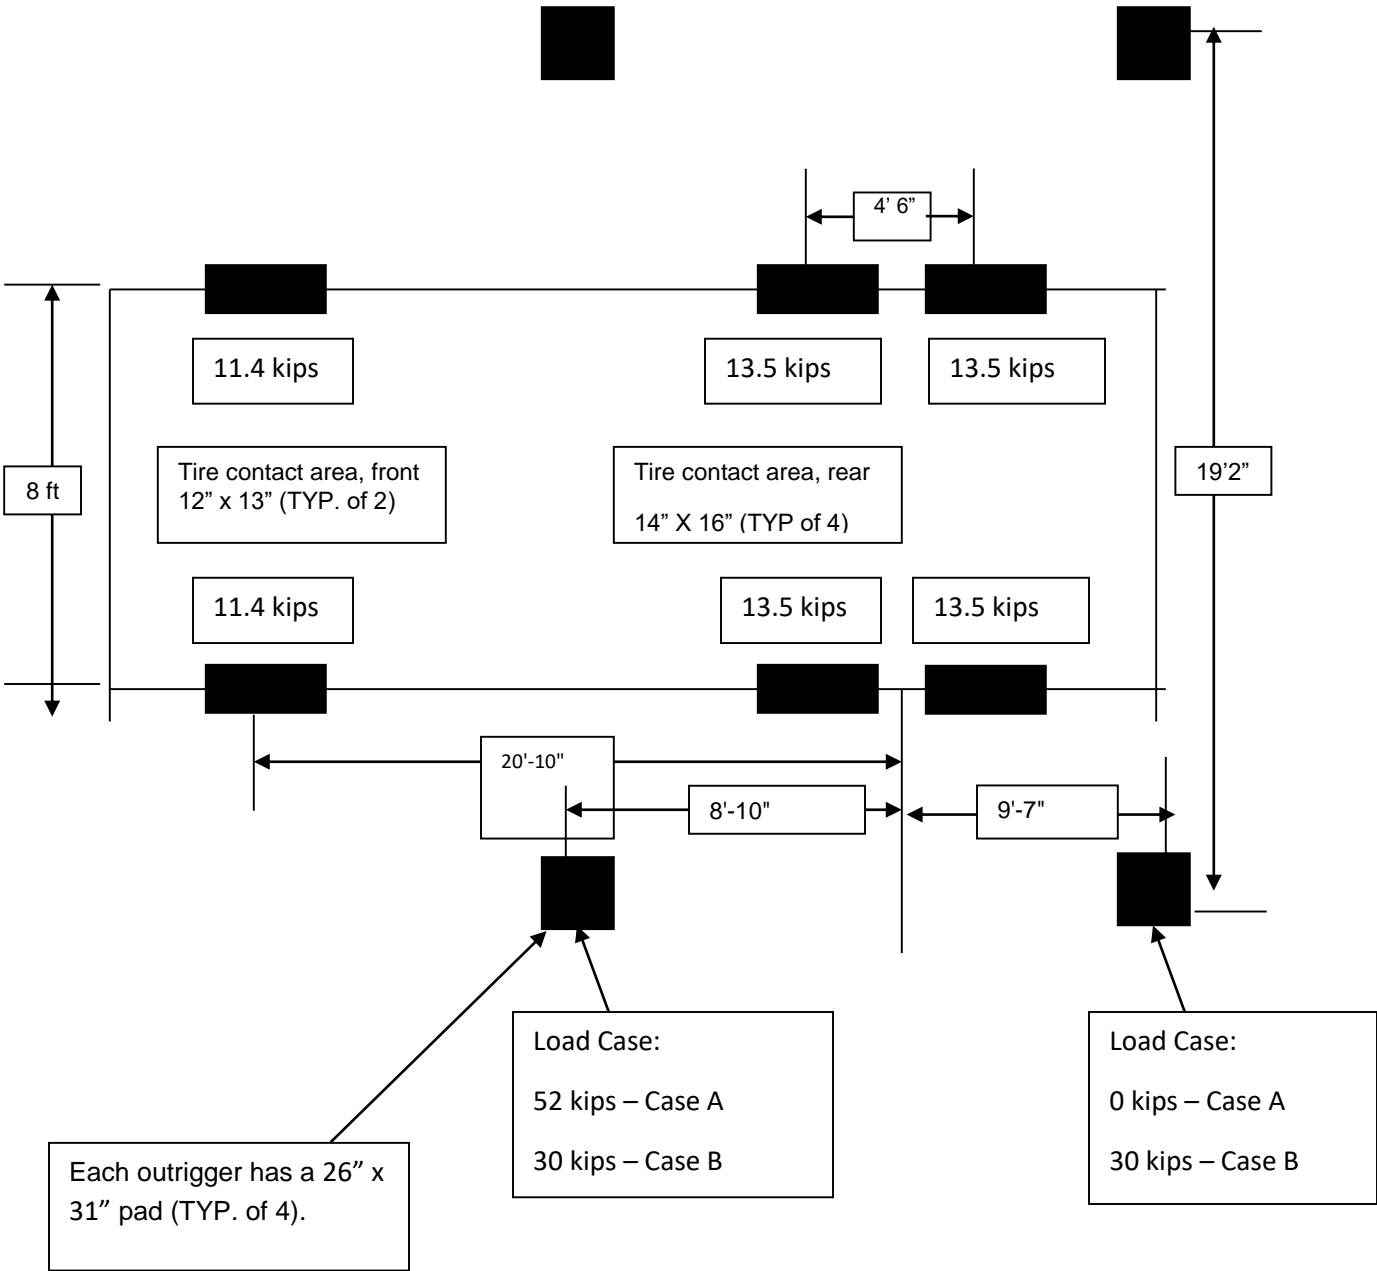 4' 6”
11.4 kips
13.5 kips
13.5 kips
8 ft
Tire contact area, front
12” x 13” (TYP. of 2)
Tire contact area, rear
14” X 16” (TYP of 4)
19’2”
11.4 kips
13.5 kips
13.5 kips
20'-10"
8'-10"
9'-7"
Load Case:
52 kips – Case A
30 kips – Case B
Load Case:
0 kips – Case A
30 kips – Case B
Each outrigger has a 26” x
31” pad (TYP. of 4).